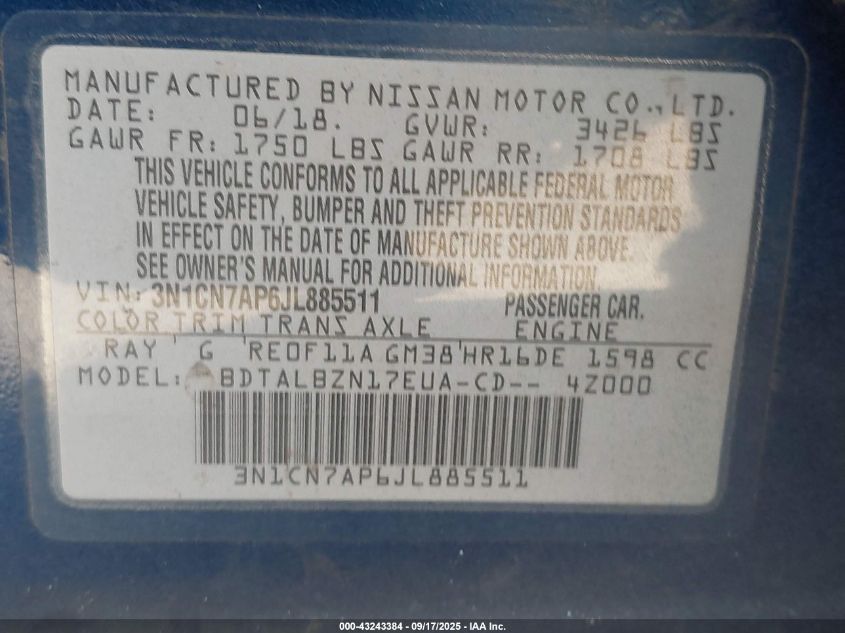 MANUFACTURED BY NISSAN MOTOR CO.,LTD.
DATE: 06/18. GVWR: 3426 LBS
GAWR FR: 1750 LBS GAWR RR: 1708 LBS
THIS VEHICLE CONFORMS TO ALL APPLICABLE FEDERAL MOTOR
VEHICLE SAFETY, BUMPER AND THEFT PREVENTION STANDARDS
IN EFFECT ON THE DATE OF MANUFACTURE SHOWN ABOVE.
SEE OWNER'S MANUAL FOR ADDITIONAL INFORMATION.
VIN: 3N1CN7AP6JL885511 PASSENGER CAR.
COLOR TRIM TRANS AXLE ENGINE
RAY G RE0F11A GM38 HR16DE 1598 CC
MODEL: BDTALBZN17EUA-CD-- 4Z000
3N1CN7AP6JL885511
000-43243384 - 09/17/2025 - IAA Inc.